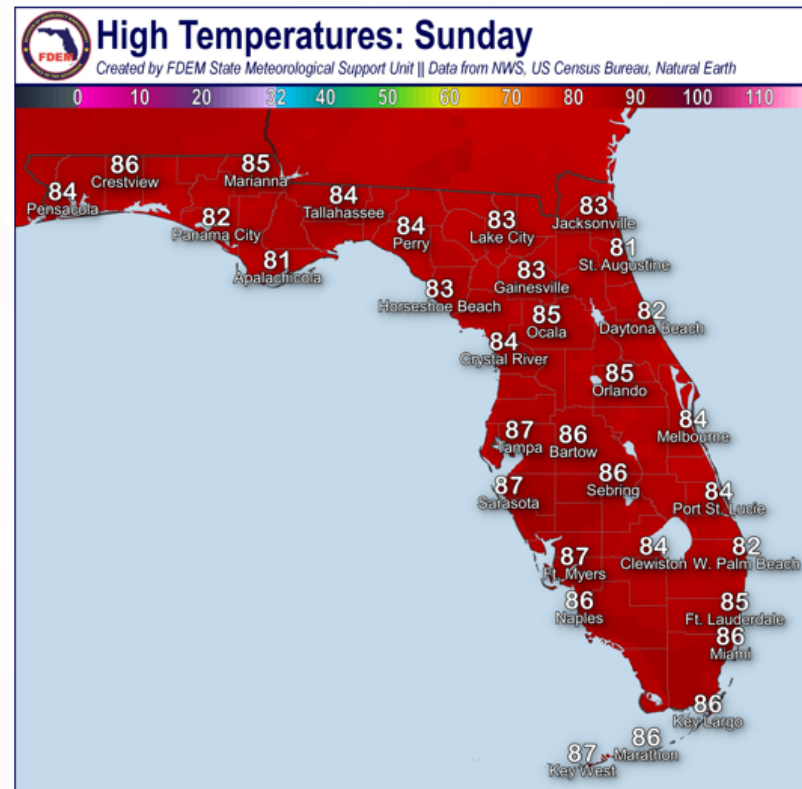 High Temperatures: Sunday
Created by FDEM State Meteorological Support Unit || Data from NWS, US Census Bureau, Natural Earth
FDEM
0 10 20 32 40 50 60 70 80 90 100 110
86
Crestview
85
Marianna
84
Pensacola
84
Tallahassee
82
Panama City
84
Perry
83
Lake City
83
Jacksonville
81
Apalachicola
81
St. Augustine
83
Gainesville
83
Horseshoe Beach
85
Ocala
82
Daytona Beach
84
Crystal River
85
Orlando
87
Tampa
86
Bartow
84
Melbourne
87
Sarasota
86
Sebring
84
Port St. Lucie
87
Ft. Myers
84
Clewiston
82
W. Palm Beach
86
Naples
85
Ft. Lauderdale
86
Miami
86
Key Largo
86
Marathon
87
Key West